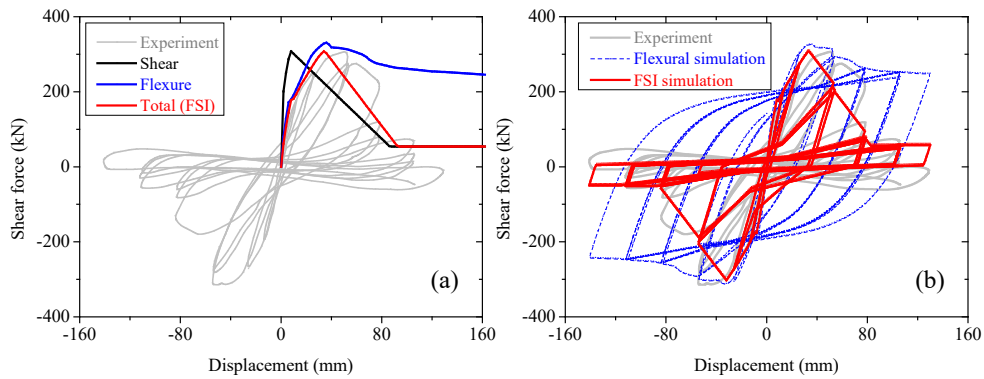 400
200
0
-200
-400
Shear force (kN)
Experiment
Shear
Flexure
Total (FSI)
(a)
-160
-80
0
80
160
Displacement (mm)
400
200
0
-200
-400
Shear force (kN)
Experiment
Flexural simulation
FSI simulation
(b)
-160
-80
0
80
160
Displacement (mm)